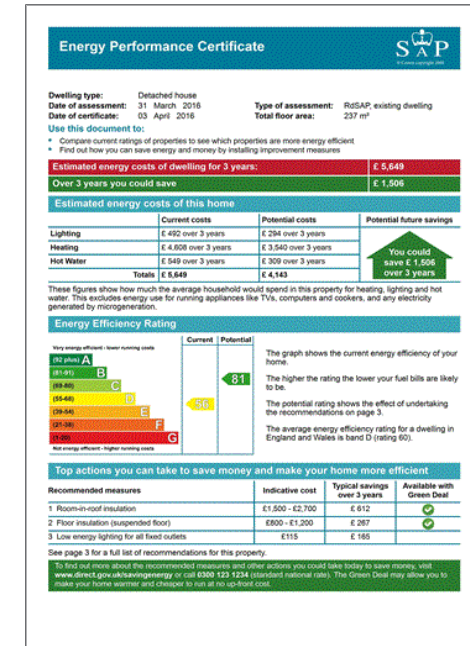 Energy Performance Certificate
SAP
Dwelling type: Detached house
Date of assessment: 31 March 2016 Type of assessment: RdSAP, existing dwelling
Date of certificate: 03 April 2016 Total floor area: 237 m²
Use this document to:
• Compare current ratings of properties to see which properties are more energy efficient
• Find out how you can save energy and money by installing improvement measures
Estimated energy costs of dwelling for 3 years: £ 5,649
Over 3 years you could save £ 1,506
Estimated energy costs of this home
Current costs Potential costs Potential future savings
Lighting £ 492 over 3 years £ 294 over 3 years
Heating £ 4,608 over 3 years £ 3,540 over 3 years
Hot Water £ 549 over 3 years £ 309 over 3 years
Totals £ 5,649 £ 4,143
You could
save £ 1,506
over 3 years
These figures show how much the average household would spend in this property for heating, lighting and hot
water. This excludes energy use for running appliances like TVs, computers and cookers, and any electricity
generated by microgeneration.
Energy Efficiency Rating
Current Potential
Very energy efficient - lower running costs
(92 plus) A
(81-91) B
(69-80) C
(55-68) D
(39-54) E
(21-38) F
(1-20) G
Not energy efficient - higher running costs
81
The graph shows the current energy efficiency of your
home.
The higher the rating the lower your fuel bills are likely
to be.
The potential rating shows the effect of undertaking
the recommendations on page 3.
The average energy efficiency rating for a dwelling in
England and Wales is band D (rating 60).
Top actions you can take to save money and make your home more efficient
Recommended measures Indicative cost Typical savings over 3 years Available with Green Deal
1 Room-in-roof insulation £1,500 - £2,700 £ 612
2 Floor insulation (suspended floor) £800 - £1,200 £ 267
3 Low energy lighting for all fixed outlets £115 £ 165
See page 3 for a full list of recommendations for this property.
To find out more about the recommended measures and other actions you could take today to save money, visit
www.direct.gov.uk/savingenergy or call 0300 123 1234 (standard national rate). The Green Deal may allow you to
make your home warmer and cheaper to run at no up-front cost.